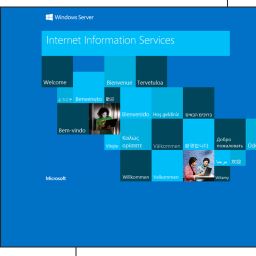 Windows Server
Internet Information Services
Welcome
Bienvenue
Tervetuloa
ようこそ
Benvenuto
歡迎
Bienvenido
Hoş geldiniz
ברוכים הבאים
Bem-vindo
Vítejte
Καλώς
ορίσατε
Välkommen
환영합니다
Добро
пожаловать
Üdv
Microsoft
Willkommen
Velkommen
欢迎
مرحبا
Witamy